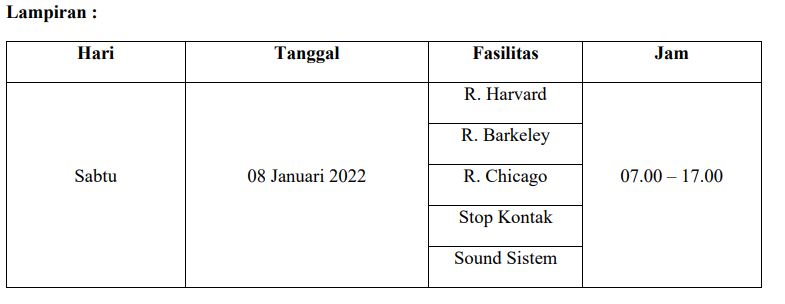 Lampiran :
Hari Tanggal Fasilitas Jam
R. Harvard
R. Barkeley
Sabtu 08 Januari 2022 R. Chicago 07.00 – 17.00
Stop Kontak
Sound Sistem